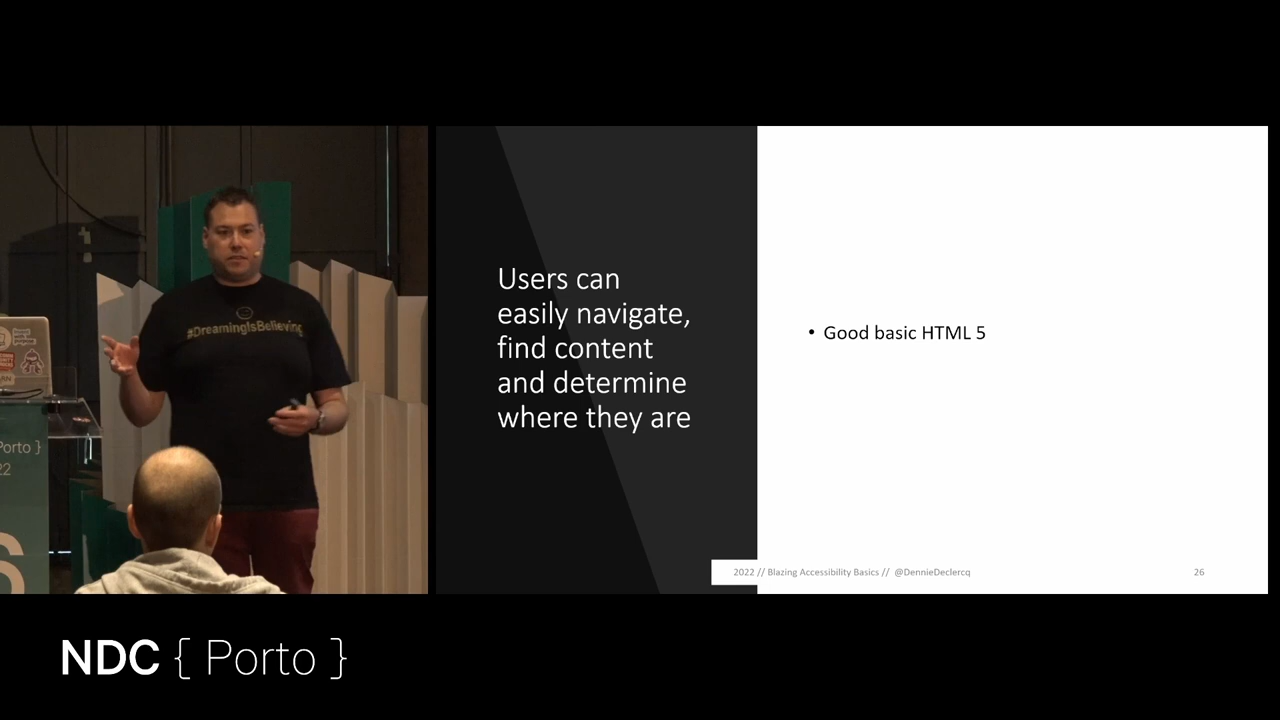 #DreamingIsBelieving
Porto }
22
Users can
easily navigate,
find content
and determine
where they are
• Good basic HTML 5
2022 // Blazing Accessibility Basics // @DennieDeclercq
26
NDC { Porto }